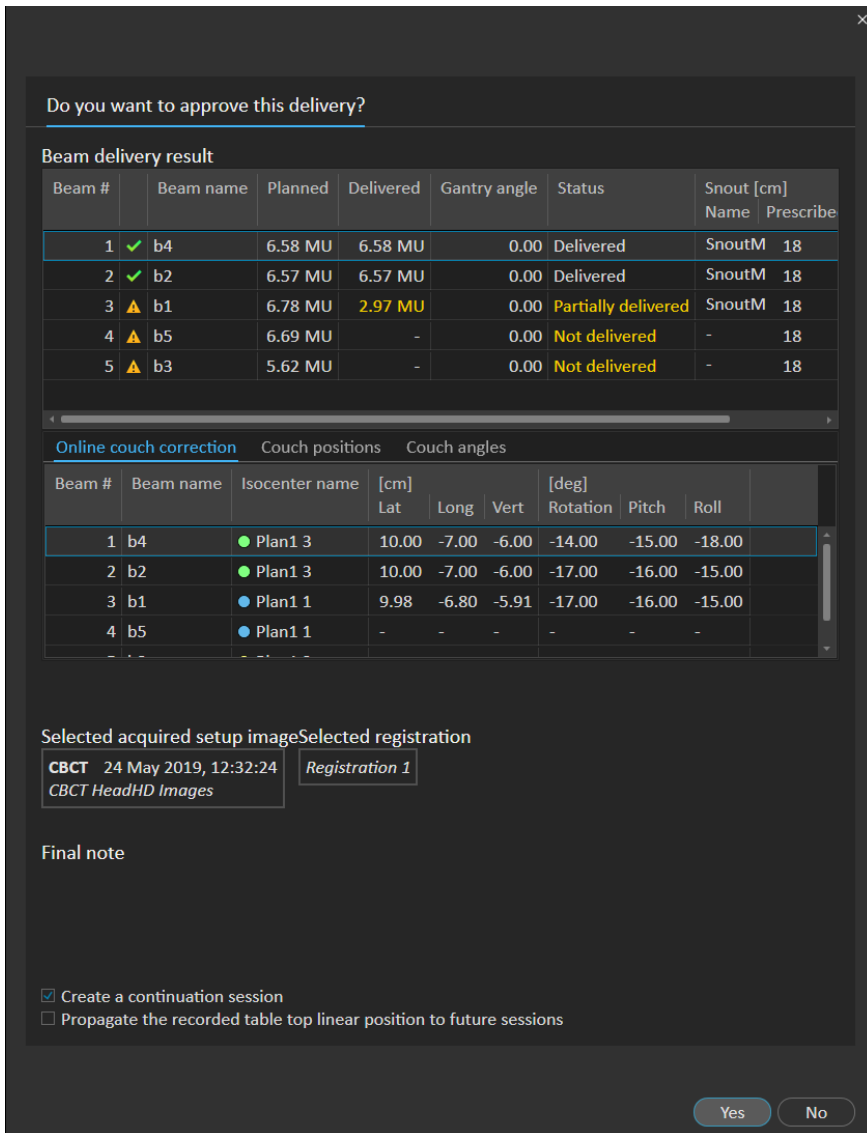 ×
Do you want to approve this delivery?
Beam delivery result
Beam # Beam name Planned Delivered Gantry angle Status Snout [cm]
Name Prescribe
1 b4 6.58 MU 6.58 MU 0.00 Delivered SnoutM 18
2 b2 6.57 MU 6.57 MU 0.00 Delivered SnoutM 18
3 b1 6.78 MU 2.97 MU 0.00 Partially delivered SnoutM 18
4 b5 6.69 MU - 0.00 Not delivered - 18
5 b3 5.62 MU - 0.00 Not delivered - 18
Online couch correction Couch positions Couch angles
Beam # Beam name Isocenter name [cm] [deg]
Lat Long Vert Rotation Pitch Roll
1 b4 Plan1 3 10.00 -7.00 -6.00 -14.00 -15.00 -18.00
2 b2 Plan1 3 10.00 -7.00 -6.00 -17.00 -16.00 -15.00
3 b1 Plan1 1 9.98 -6.80 -5.91 -17.00 -16.00 -15.00
4 b5 Plan1 1 - - - - - -
Selected acquired setup image Selected registration
CBCT 24 May 2019, 12:32:24 Registration 1
CBCT HeadHD Images
Final note
Create a continuation session
Propagate the recorded table top linear position to future sessions
Yes No